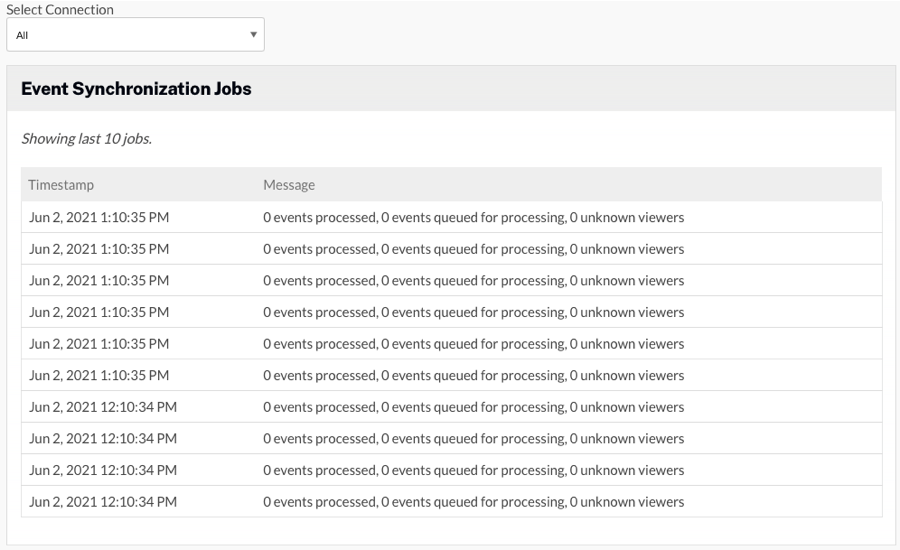 Select Connection
All
Event Synchronization Jobs
Showing last 10 jobs.
Timestamp Message
Jun 2, 2021 1:10:35 PM 0 events processed, 0 events queued for processing, 0 unknown viewers
Jun 2, 2021 1:10:35 PM 0 events processed, 0 events queued for processing, 0 unknown viewers
Jun 2, 2021 1:10:35 PM 0 events processed, 0 events queued for processing, 0 unknown viewers
Jun 2, 2021 1:10:35 PM 0 events processed, 0 events queued for processing, 0 unknown viewers
Jun 2, 2021 1:10:35 PM 0 events processed, 0 events queued for processing, 0 unknown viewers
Jun 2, 2021 1:10:35 PM 0 events processed, 0 events queued for processing, 0 unknown viewers
Jun 2, 2021 12:10:34 PM 0 events processed, 0 events queued for processing, 0 unknown viewers
Jun 2, 2021 12:10:34 PM 0 events processed, 0 events queued for processing, 0 unknown viewers
Jun 2, 2021 12:10:34 PM 0 events processed, 0 events queued for processing, 0 unknown viewers
Jun 2, 2021 12:10:34 PM 0 events processed, 0 events queued for processing, 0 unknown viewers